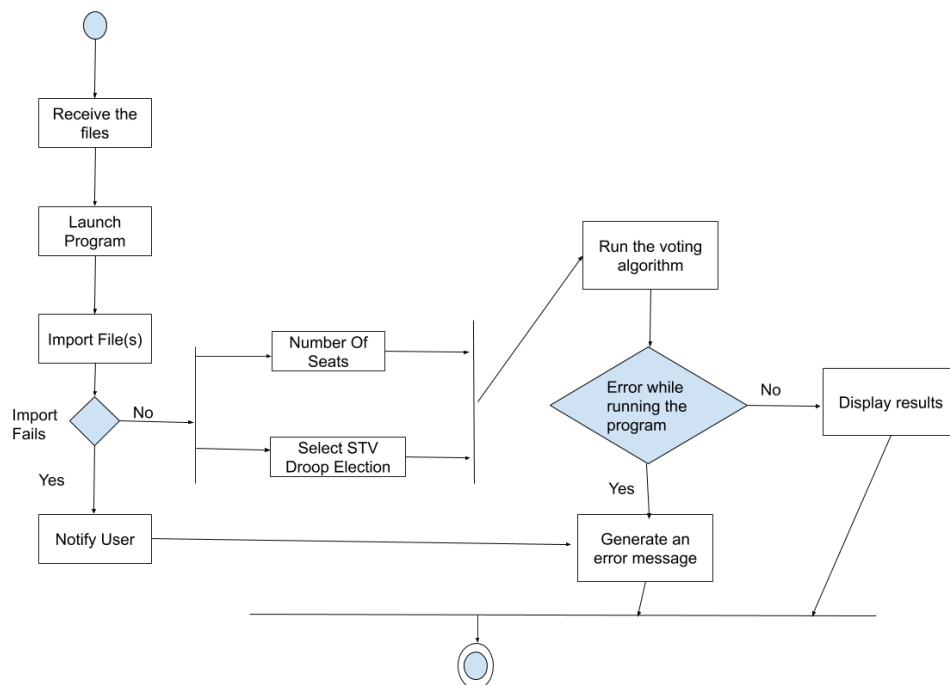 Receive the
files
Launch
Program
Import File(s)
Import
Fails
No
Yes
Notify User
Number Of
Seats
Select STV
Droop Election
Run the voting
algorithm
Error while
running the
program
No
Yes
Display results
Generate an
error message